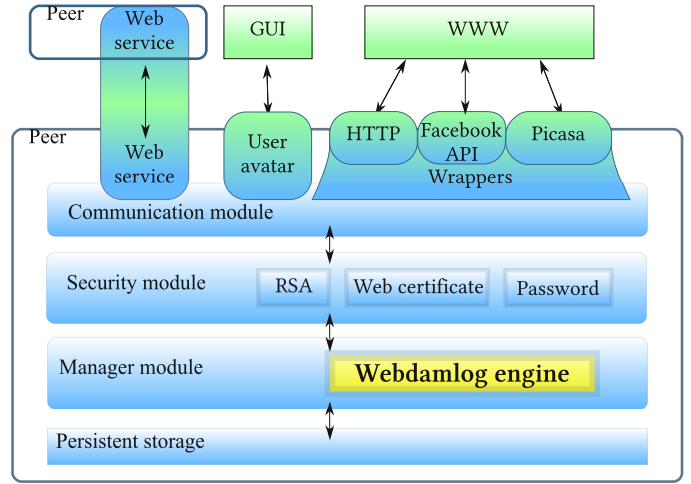 Peer
Web
service
GUI
WWW
Peer
Web
service
User
avatar
HTTP
Facebook
API
Picasa
Wrappers
Communication module
Security module
RSA
Web certificate
Password
Manager module
Webdamlog engine
Persistent storage